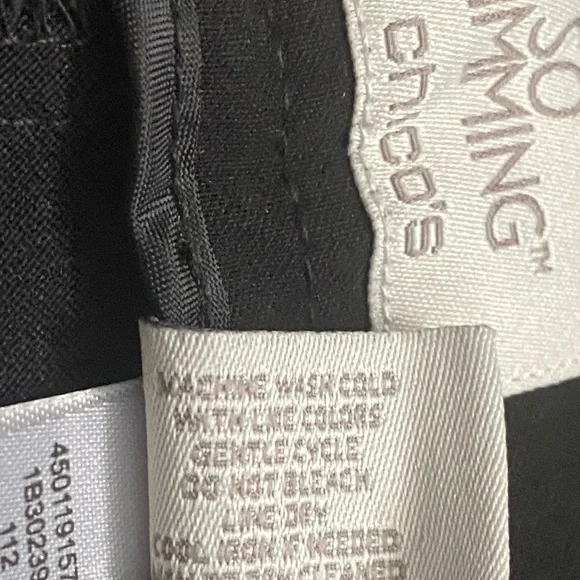 SO
IMMING™
chico's
MACHINE WASH COLD
WITH LIKE COLORS
GENTLE CYCLE
DO NOT BLEACH
LINE DRY
COOL IRON IF NEEDED
450119157
1B30239
112